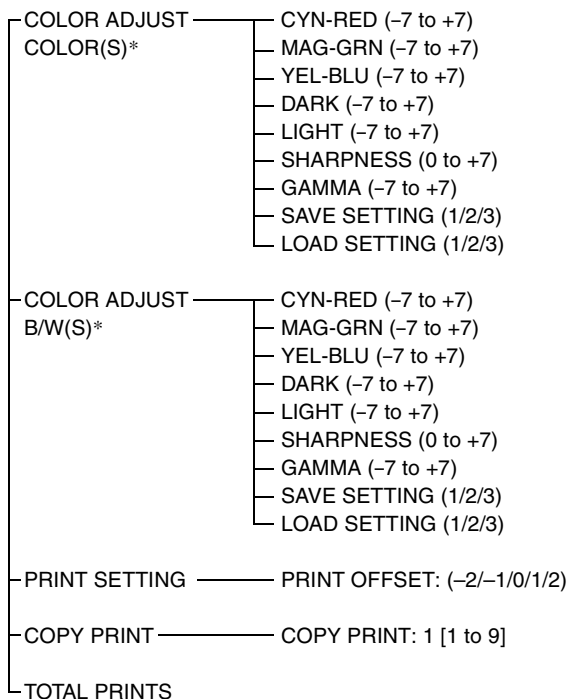 COLOR ADJUST
COLOR(S)*
CYN-RED (–7 to +7)
MAG-GRN (–7 to +7)
YEL-BLU (–7 to +7)
DARK (–7 to +7)
LIGHT (–7 to +7)
SHARPNESS (0 to +7)
GAMMA (–7 to +7)
SAVE SETTING (1/2/3)
LOAD SETTING (1/2/3)
COLOR ADJUST
B/W(S)*
CYN-RED (–7 to +7)
MAG-GRN (–7 to +7)
YEL-BLU (–7 to +7)
DARK (–7 to +7)
LIGHT (–7 to +7)
SHARPNESS (0 to +7)
GAMMA (–7 to +7)
SAVE SETTING (1/2/3)
LOAD SETTING (1/2/3)
PRINT SETTING PRINT OFFSET: (–2/–1/0/1/2)
COPY PRINT COPY PRINT: 1 [1 to 9]
TOTAL PRINTS